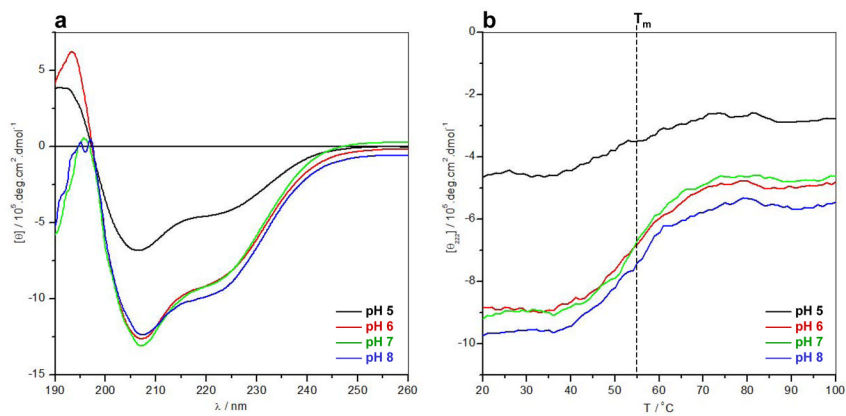 a
[θ] / 10⁵.deg.cm².dmol⁻¹
5
0
-5
-10
-15
190 200 210 220 230 240 250 260
λ / nm
pH 5
pH 6
pH 7
pH 8
b
Tₘ
[θ₂₂₂] / 10⁵.deg.cm².dmol⁻¹
0
-2
-4
-6
-8
-10
20 30 40 50 60 70 80 90 100
T / °C
pH 5
pH 6
pH 7
pH 8